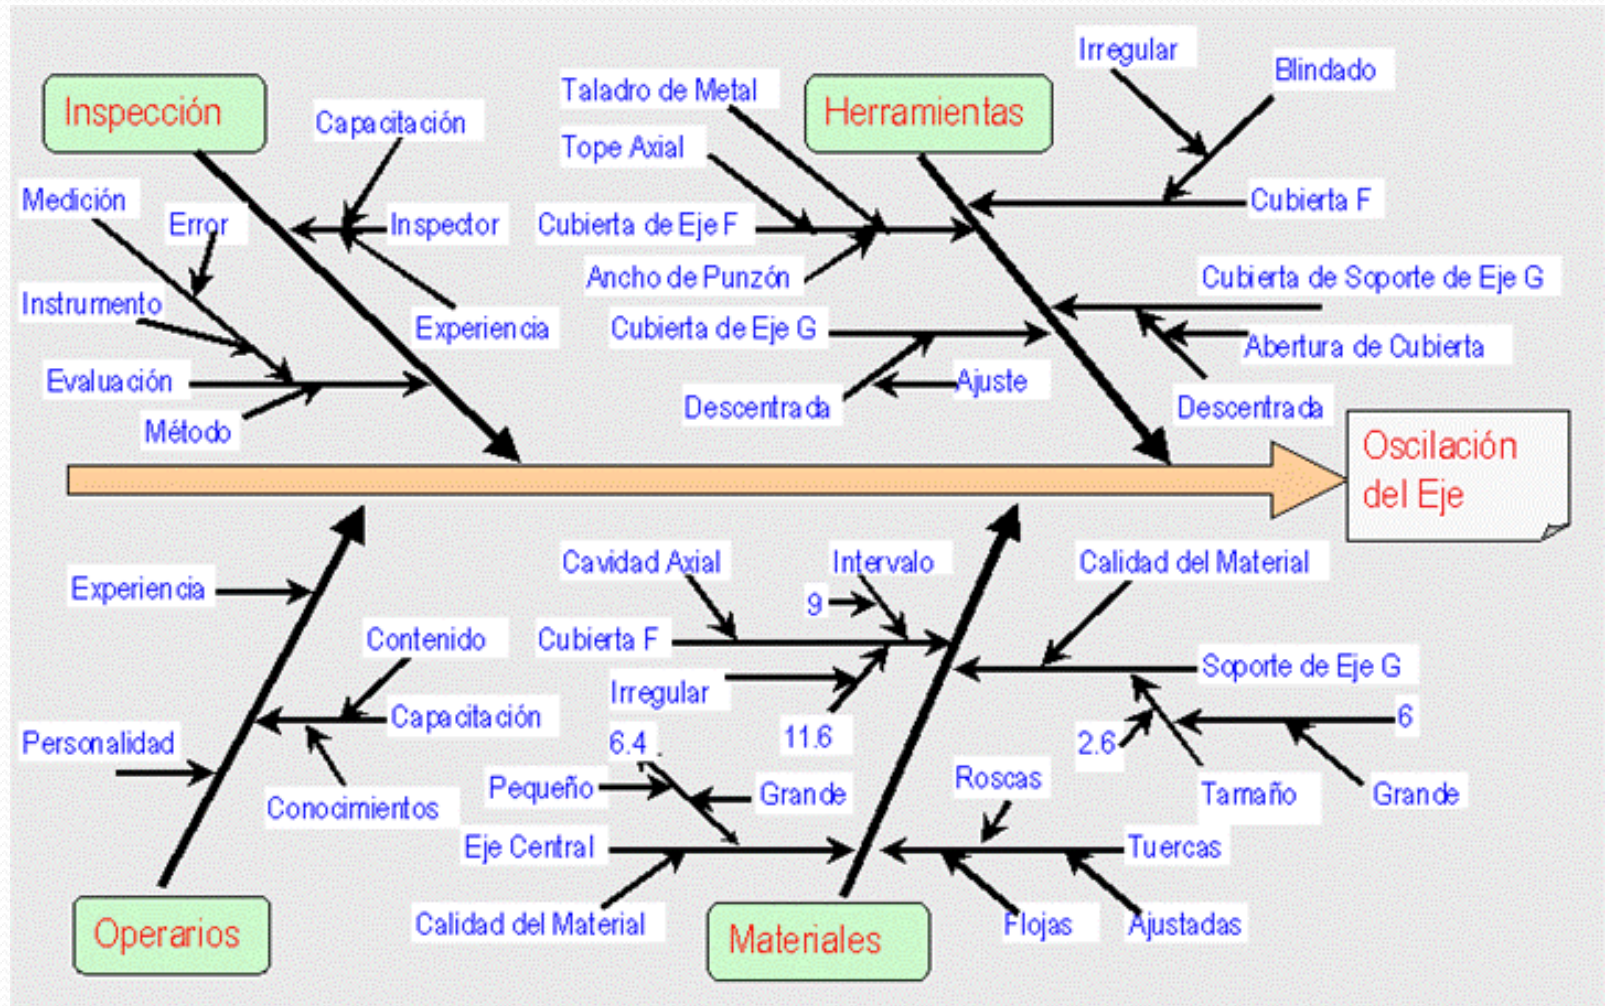 Inspección
Capacitación
Medición
Error
Inspector
Instrumento
Experiencia
Evaluación
Método
Herramientas
Taladro de Metal
Tope Axial
Cubierta de Eje F
Ancho de Punzón
Cubierta de Eje G
Descentrada
Ajuste
Irregular
Blindado
Cubierta F
Cubierta de Soporte de Eje G
Abertura de Cubierta
Descentrada
Oscilación
del Eje
Experiencia
Contenido
Capacitación
Personalidad
Conocimientos
Operarios
Cavidad Axial
Intervalo
9
Cubierta F
Irregular
11.6
6.4
Pequeño
Grande
Eje Central
Calidad del Material
Materiales
Calidad del Material
Soporte de Eje G
6
2.6
Tamaño
Grande
Roscas
Tuercas
Flojas
Ajustadas